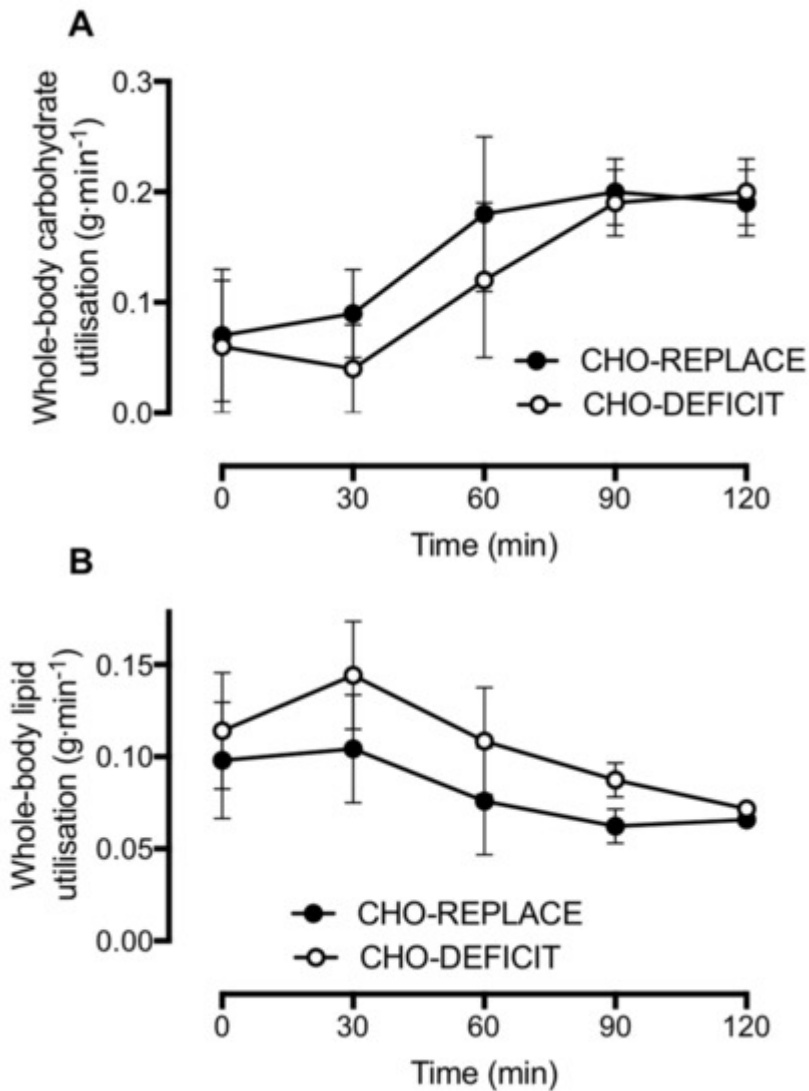 A
Whole-body carbohydrate
utilisation (g·min⁻¹)
0.3
0.2
0.1
0.0
CHO-REPLACE
CHO-DEFICIT
0 30 60 90 120
Time (min)
B
Whole-body lipid
utilisation (g·min⁻¹)
0.15
0.10
0.05
0.00
CHO-REPLACE
CHO-DEFICIT
0 30 60 90 120
Time (min)